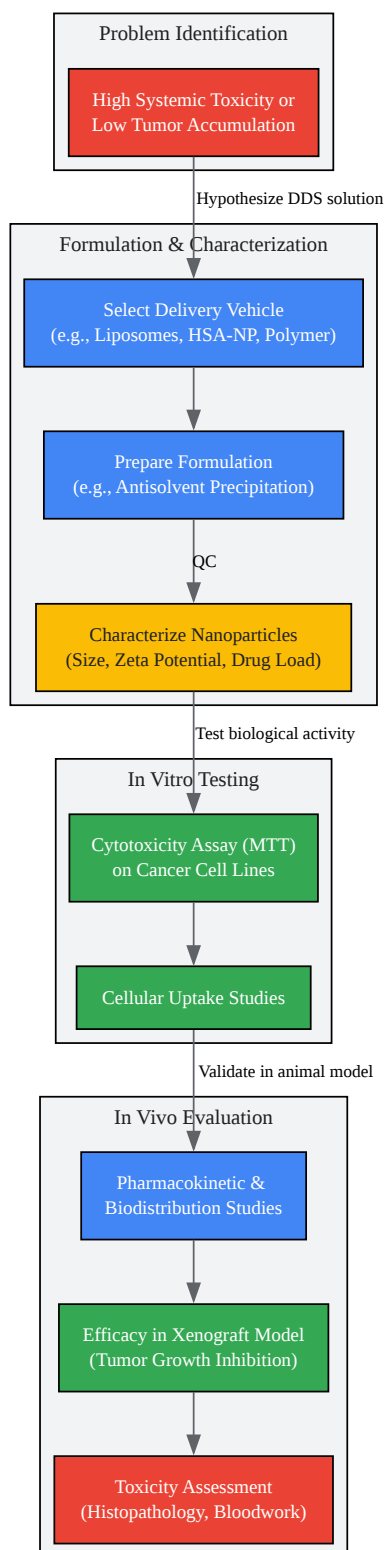 Problem Identification
High Systemic Toxicity or
Low Tumor Accumulation
Hypothesize DDS solution
Formulation & Characterization
Select Delivery Vehicle
(e.g., Liposomes, HSA-NP, Polymer)
Prepare Formulation
(e.g., Antisolvent Precipitation)
QC
Characterize Nanoparticles
(Size, Zeta Potential, Drug Load)
Test biological activity
In Vitro Testing
Cytotoxicity Assay (MTT)
on Cancer Cell Lines
Cellular Uptake Studies
Validate in animal model
In Vivo Evaluation
Pharmacokinetic &
Biodistribution Studies
Efficacy in Xenograft Model
(Tumor Growth Inhibition)
Toxicity Assessment
(Histopathology, Bloodwork)